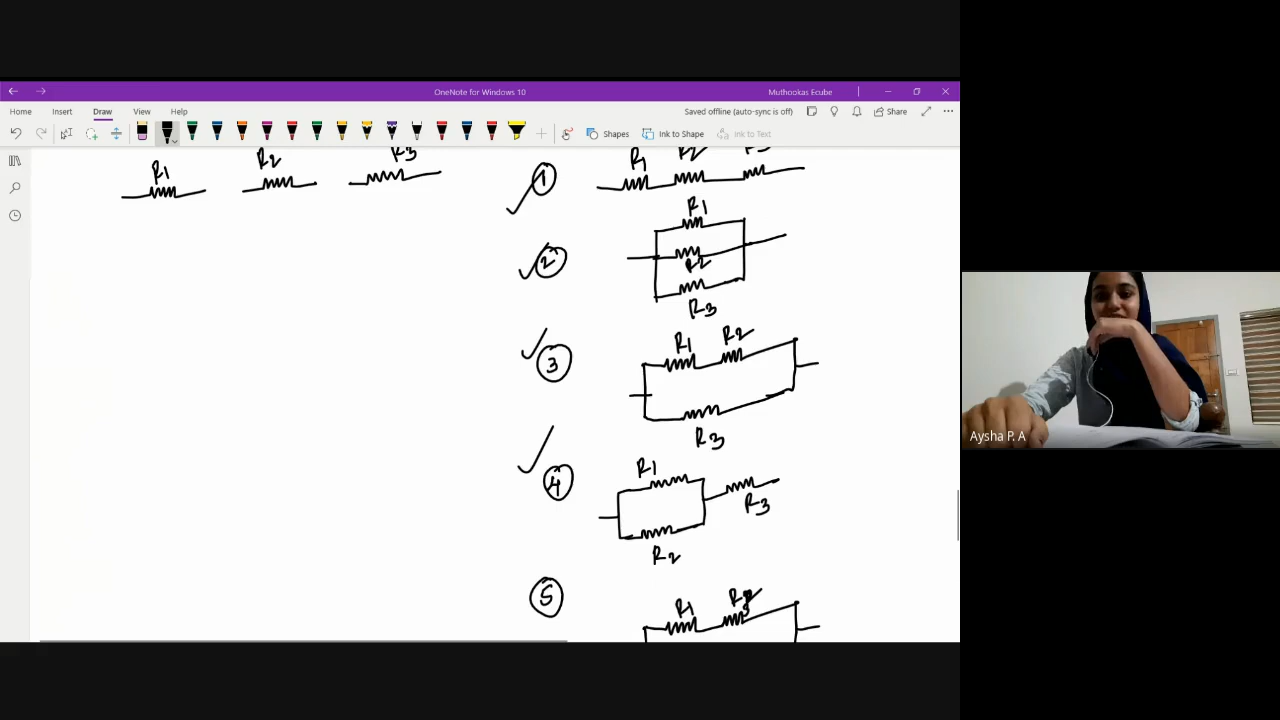 OneNote for Windows 10
Muthookas Ecube
Home Insert Draw View Help
Saved offline (auto-sync is off)
Share
Shapes
Ink to Shape
Ink to Text
R1 R2 R3
1 R1 R2 R3
2 R1
R2
R3
3 R1 R2
R3
4 R1
R3
R2
5 R1
Aysha P. A